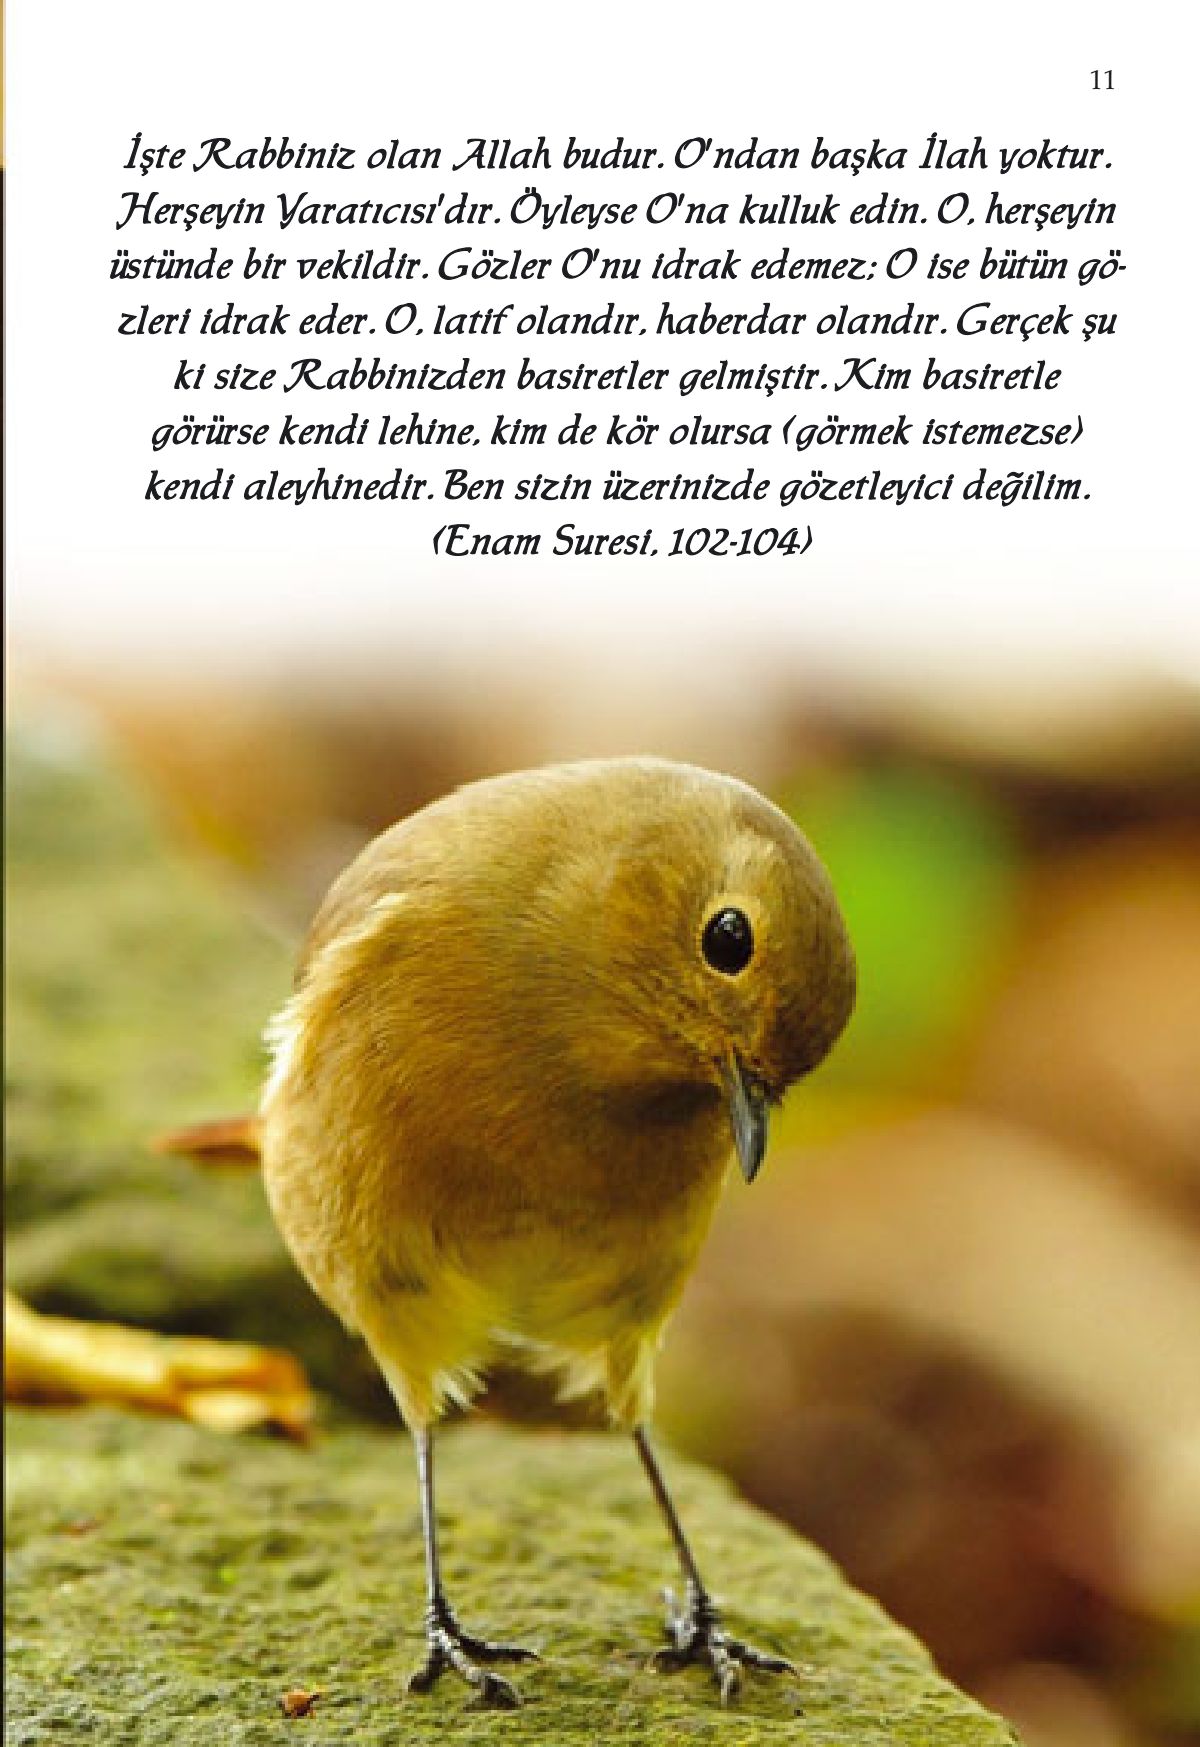 11
İşte Rabbiniz olan Allah budur. O'ndan başka İlah yoktur.
Herşeyin Yaratıcısı'dır. Öyleyse O'na kulluk edin. O, herşeyin
üstünde bir vekildir. Gözler O'nu idrak edemez; O ise bütün gö-
zleri idrak eder. O, latif olandır, haberdar olandır. Gerçek şu
ki size Rabbinizden basiretler gelmiştir. Kim basiretle
görürse kendi lehine, kim de kör olursa (görmek istemezse)
kendi aleyhinedir. Ben sizin üzerinizde gözetleyici değilim.
(Enam Suresi, 102-104)